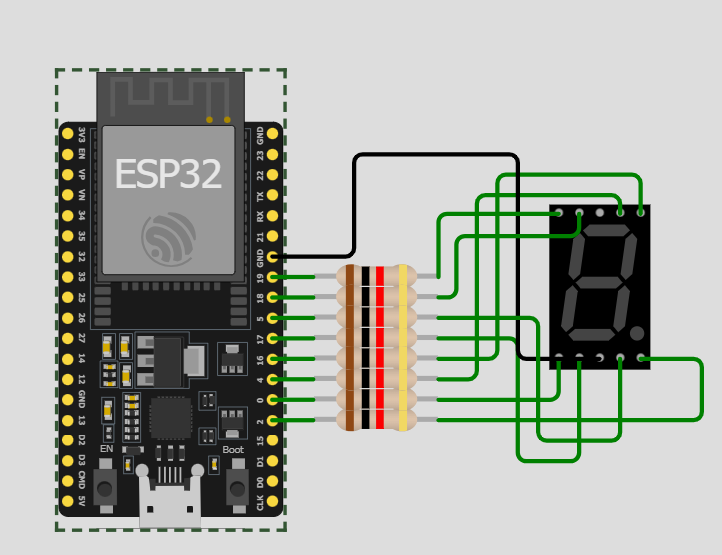 ESP32
3V3
EN
VP
VN
34
35
32
33
25
26
27
14
12
GND
13
D2
D3
CMD
5V
GND
23
22
TX
RX
21
GND
19
18
5
17
16
4
0
2
15
D1
D0
CLK
EN
Boot